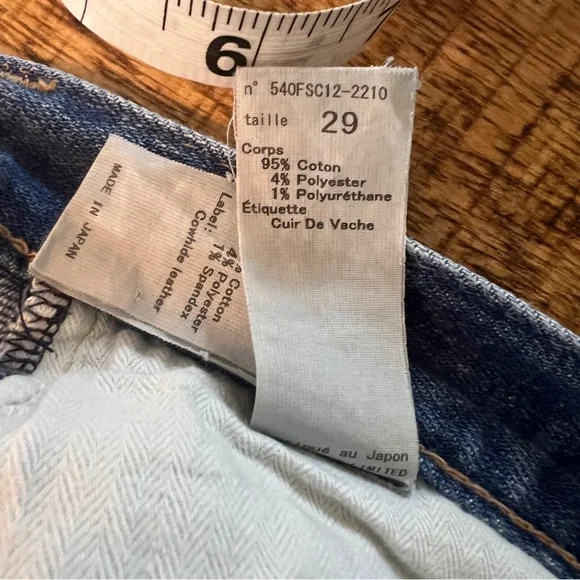 6
n° 540FSC12-2210
taille 29
Corps
95% Coton
4% Polyester
1% Polyuréthane
Étiquette
Cuir De Vache
au Japon
LIMITED
MADE IN JAPAN
Cotton
4% Polyester
1% Spandex
Label:
Cowhide leather